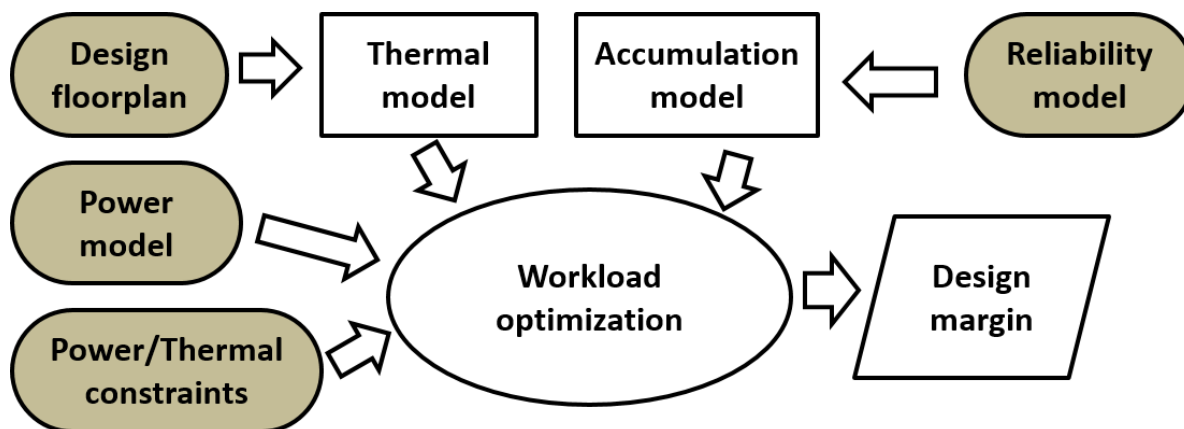 Design
floorplan
Thermal
model
Accumulation
model
Reliability
model
Power
model
Workload
optimization
Design
margin
Power/Thermal
constraints